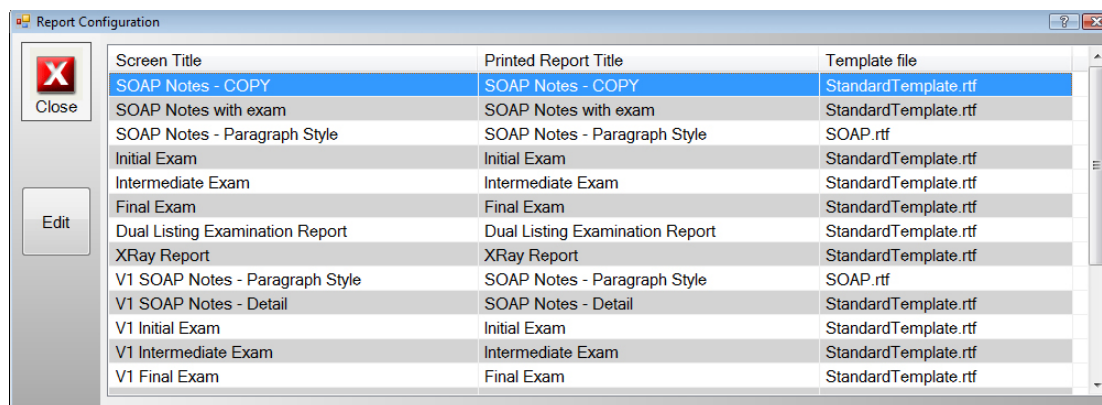 Report Configuration
Close
Edit
Screen Title Printed Report Title Template file
SOAP Notes - COPY SOAP Notes - COPY StandardTemplate.rtf
SOAP Notes with exam SOAP Notes with exam StandardTemplate.rtf
SOAP Notes - Paragraph Style SOAP Notes - Paragraph Style SOAP.rtf
Initial Exam Initial Exam StandardTemplate.rtf
Intermediate Exam Intermediate Exam StandardTemplate.rtf
Final Exam Final Exam StandardTemplate.rtf
Dual Listing Examination Report Dual Listing Examination Report StandardTemplate.rtf
XRay Report XRay Report StandardTemplate.rtf
V1 SOAP Notes - Paragraph Style SOAP Notes - Paragraph Style SOAP.rtf
V1 SOAP Notes - Detail SOAP Notes - Detail StandardTemplate.rtf
V1 Initial Exam Initial Exam StandardTemplate.rtf
V1 Intermediate Exam Intermediate Exam StandardTemplate.rtf
V1 Final Exam Final Exam StandardTemplate.rtf